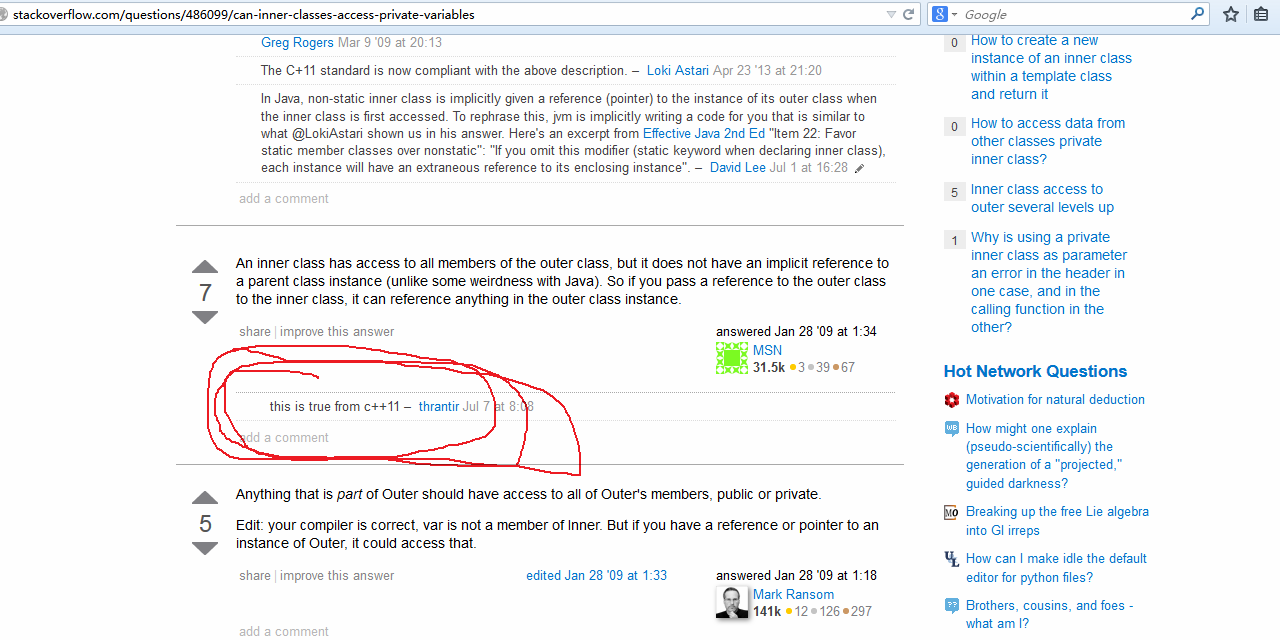 stackoverflow.com/questions/486099/can-inner-classes-access-private-variables
Google
Greg Rogers Mar 9 '09 at 20:13
The C+11 standard is now compliant with the above description. – Loki Astari Apr 23 '13 at 21:20
In Java, non-static inner class is implicitly given a reference (pointer) to the instance of its outer class when
the inner class is first accessed. To rephrase this, jvm is implicitly writing a code for you that is similar to
what @LokiAstari shown us in his answer. Here's an excerpt from Effective Java 2nd Ed "Item 22: Favor
static member classes over nonstatic": "If you omit this modifier (static keyword when declaring inner class),
each instance will have an extraneous reference to its enclosing instance". – David Lee Jul 1 at 16:28
add a comment
7
An inner class has access to all members of the outer class, but it does not have an implicit reference to
a parent class instance (unlike some weirdness with Java). So if you pass a reference to the outer class
to the inner class, it can reference anything in the outer class instance.
share | improve this answer
answered Jan 28 '09 at 1:34
MSN
31.5k 3 39 67
this is true from c++11 – thrantir Jul 7 at 8:08
add a comment
5
Anything that is part of Outer should have access to all of Outer's members, public or private.
Edit: your compiler is correct, var is not a member of Inner. But if you have a reference or pointer to an
instance of Outer, it could access that.
share | improve this answer
edited Jan 28 '09 at 1:33
answered Jan 28 '09 at 1:18
Mark Ransom
141k 12 126 297
add a comment
0
How to create a new
instance of an inner class
within a template class
and return it
0
How to access data from
other classes private
inner class?
5
Inner class access to
outer several levels up
1
Why is using a private
inner class as parameter
an error in the header in
one case, and in the
calling function in the
other?
Hot Network Questions
Motivation for natural deduction
WB
How might one explain
(pseudo-scientifically) the
generation of a "projected,"
guided darkness?
MO
Breaking up the free Lie algebra
into GI irreps
UL
How can I make idle the default
editor for python files?
??
Brothers, cousins, and foes -
what am I?